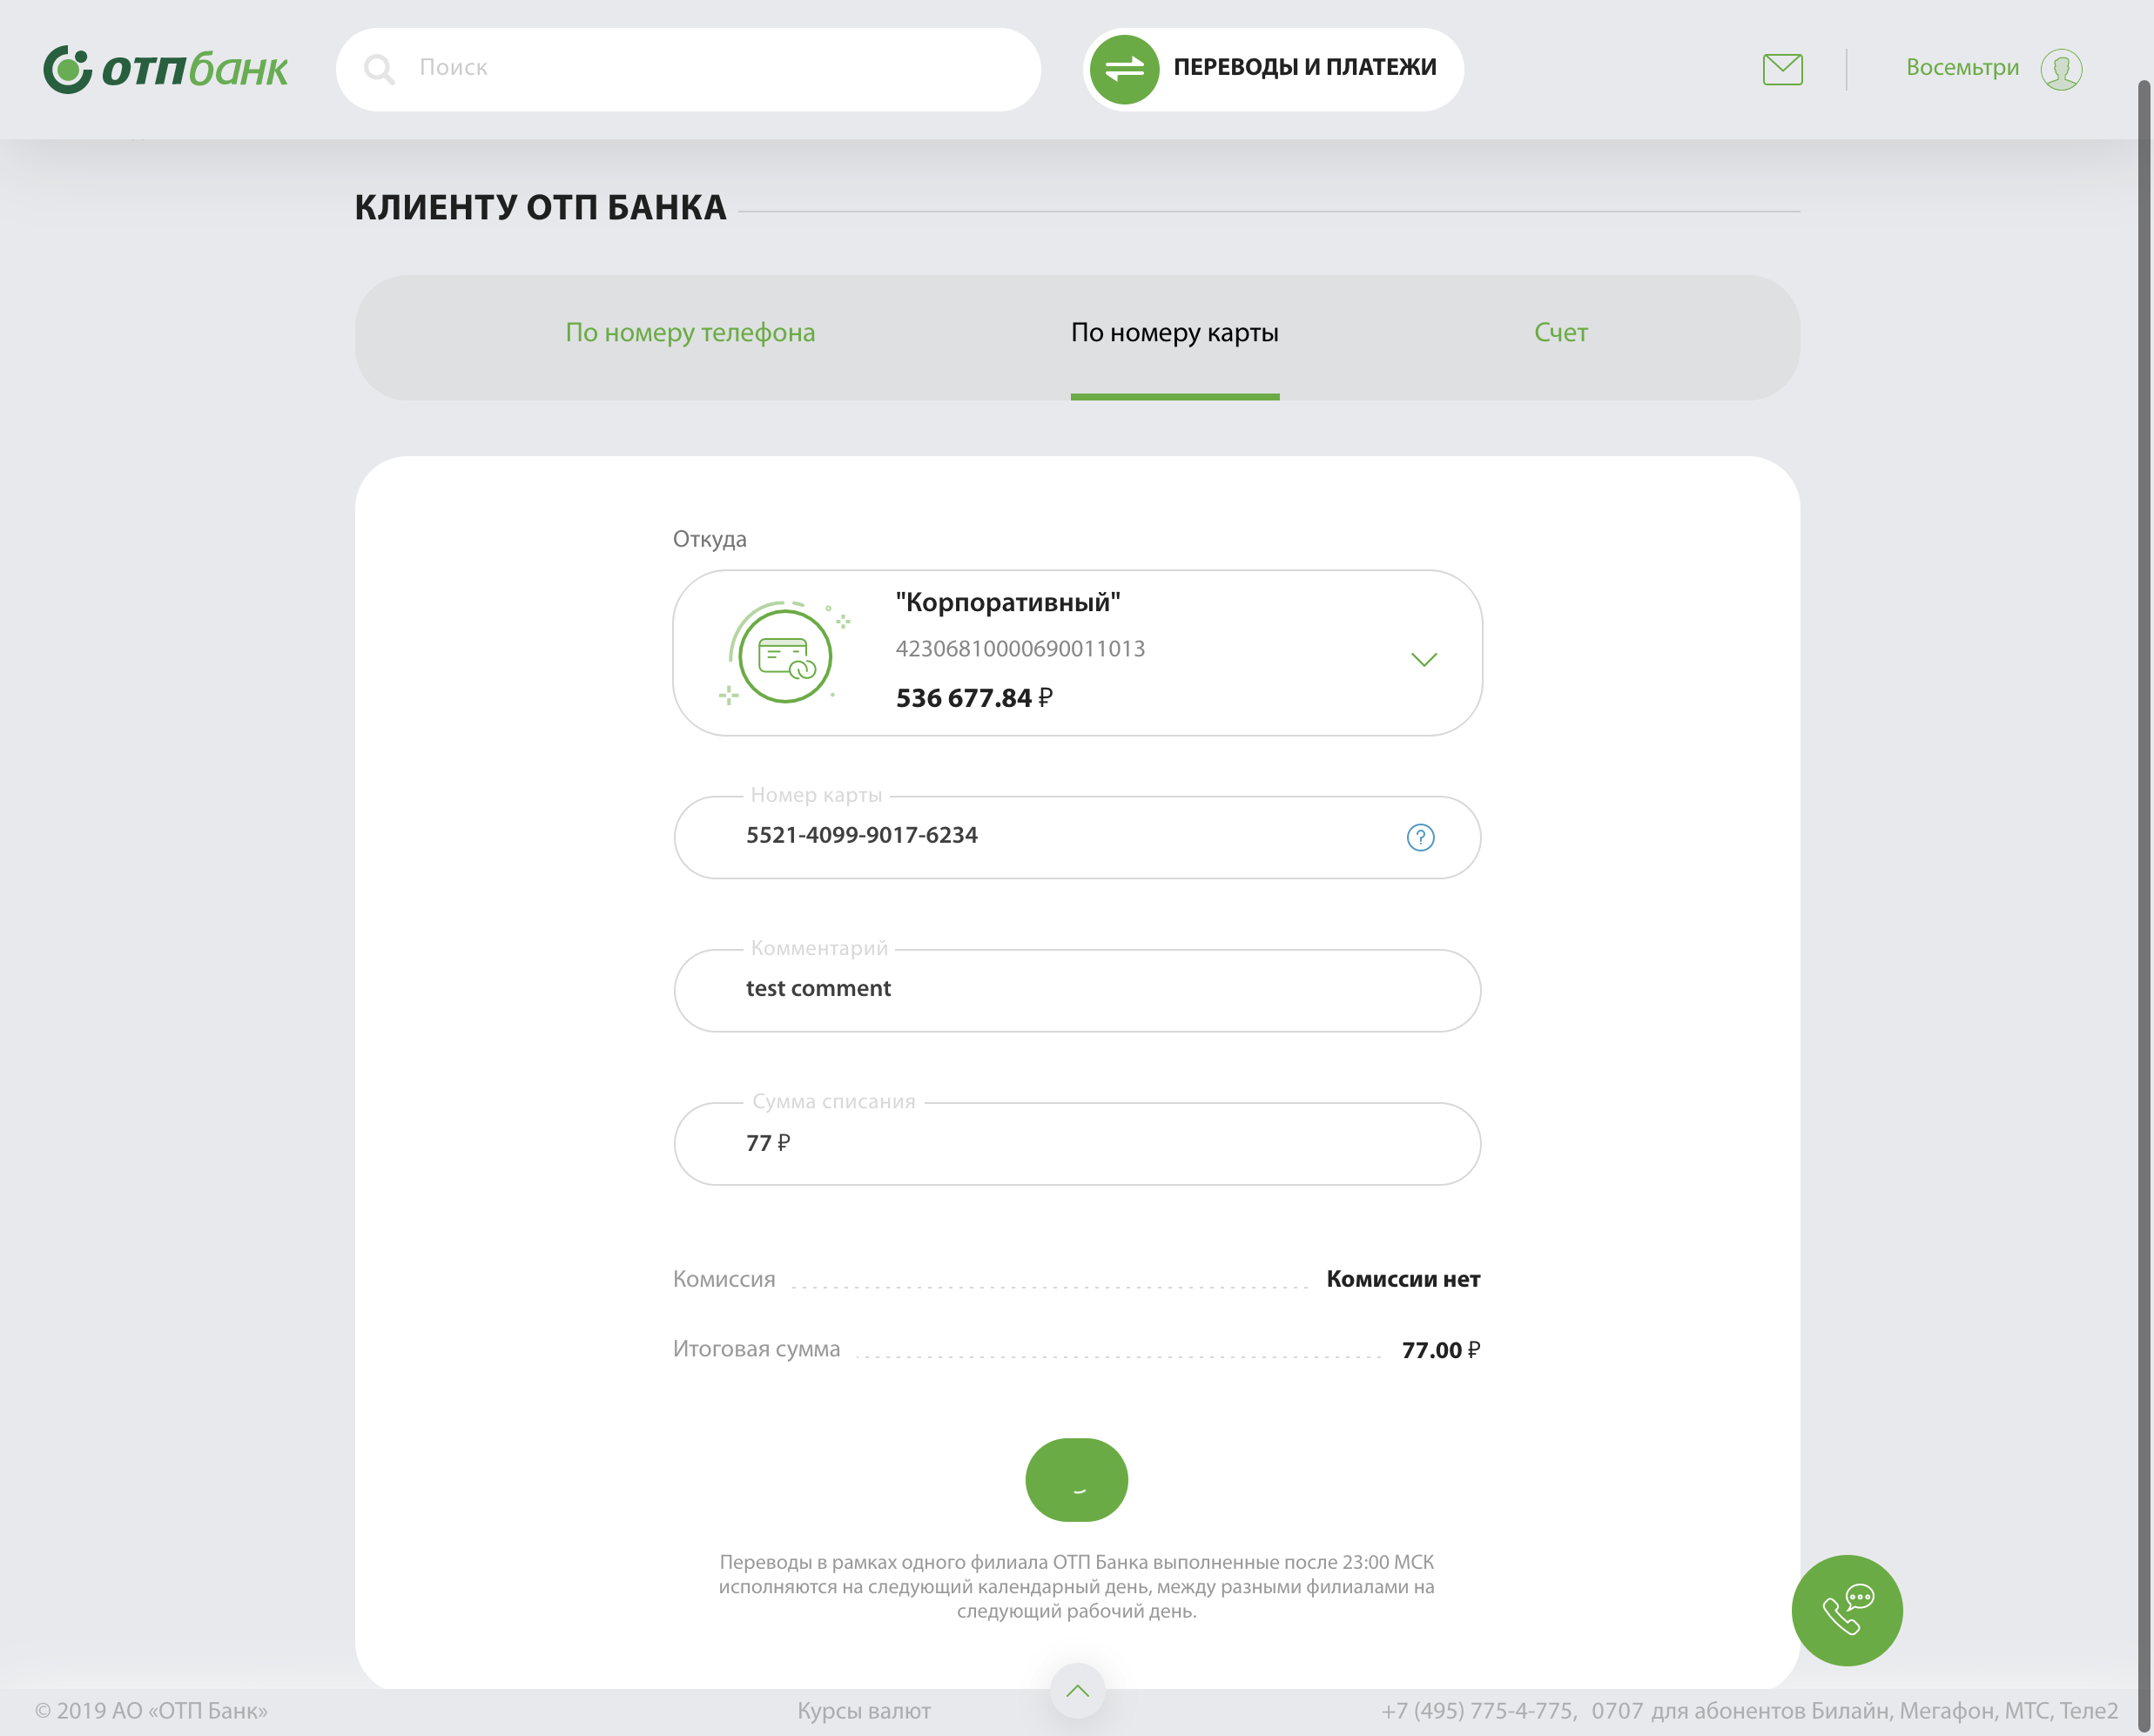 отпбанк
Поиск
ПЕРЕВОДЫ И ПЛАТЕЖИ
Восемьтри
КЛИЕНТУ ОТП БАНКА
По номеру телефона
По номеру карты
Счет
Откуда
"Корпоративный"
42306810000690011013
536 677.84 ₽
Номер карты
5521-4099-9017-6234
?
Комментарий
test comment
Сумма списания
77 ₽
Комиссия
Комиссии нет
Итоговая сумма
77.00 ₽
Переводы в рамках одного филиала ОТП Банка выполненные после 23:00 МСК
исполняются на следующий календарный день, между разными филиалами на
следующий рабочий день.
© 2019 АО «ОТП Банк»
Курсы валют
+7 (495) 775-4-775, 0707 для абонентов Билайн, Мегафон, МТС, Теле2